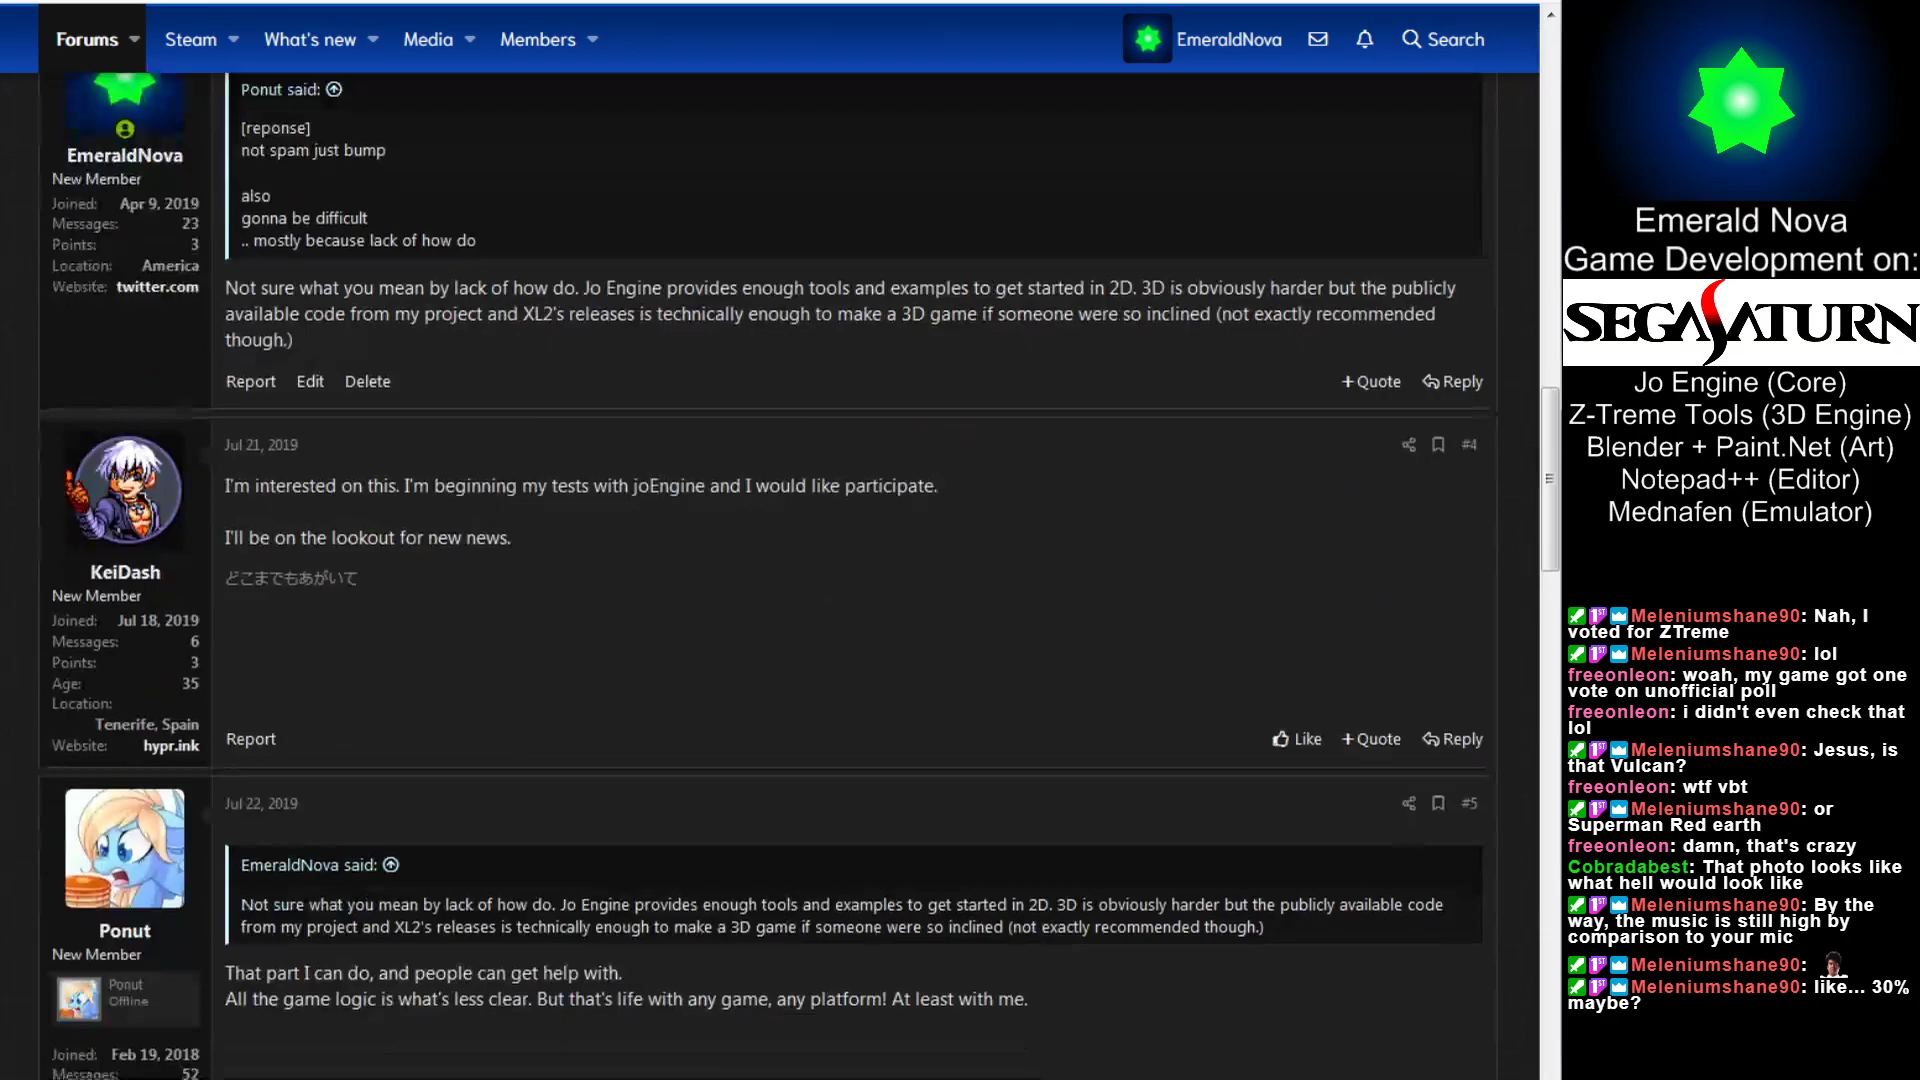 Forums Steam What's new Media Members EmeraldNova Search
EmeraldNova
New Member
Joined: Apr 9, 2019
Messages: 23
Points: 3
Location: America
Website: twitter.com
Ponut said:
[reponse]
not spam just bump
also
gonna be difficult
.. mostly because lack of how do
Not sure what you mean by lack of how do. Jo Engine provides enough tools and examples to get started in 2D. 3D is obviously harder but the publicly
available code from my project and XL2's releases is technically enough to make a 3D game if someone were so inclined (not exactly recommended
though.)
Report Edit Delete +Quote Reply
KeiDash
New Member
Joined: Jul 18, 2019
Messages: 6
Points: 3
Age: 35
Location:
Tenerife, Spain
Website: hypr.ink
Jul 21, 2019 #4
I'm interested on this. I'm beginning my tests with joEngine and I would like participate.
I'll be on the lookout for new news.
どこまでもあがいて
Report Like +Quote Reply
Ponut
New Member
Ponut
Offline
Joined: Feb 19, 2018
Messages: 52
Jul 22, 2019 #5
EmeraldNova said:
Not sure what you mean by lack of how do. Jo Engine provides enough tools and examples to get started in 2D. 3D is obviously harder but the publicly available code
from my project and XL2's releases is technically enough to make a 3D game if someone were so inclined (not exactly recommended though.)
That part I can do, and people can get help with.
All the game logic is what's less clear. But that's life with any game, any platform! At least with me.
Emerald Nova
Game Development on:
SEGA SATURN
Jo Engine (Core)
Z-Treme Tools (3D Engine)
Blender + Paint.Net (Art)
Notepad++ (Editor)
Mednafen (Emulator)
1ST Meleniumshane90: Nah, I
voted for ZTreme
1ST Meleniumshane90: lol
freeonleon: woah, my game got one
vote on unofficial poll
freeonleon: i didn't even check that
lol
1ST Meleniumshane90: Jesus, is
that Vulcan?
freeonleon: wtf vbt
1ST Meleniumshane90: or
Superman Red earth
freeonleon: damn, that's crazy
Cobradabest: That photo looks like
what hell would look like
1ST Meleniumshane90: By the
way, the music is still high by
comparison to your mic
1ST Meleniumshane90:
1ST Meleniumshane90: like... 30%
maybe?